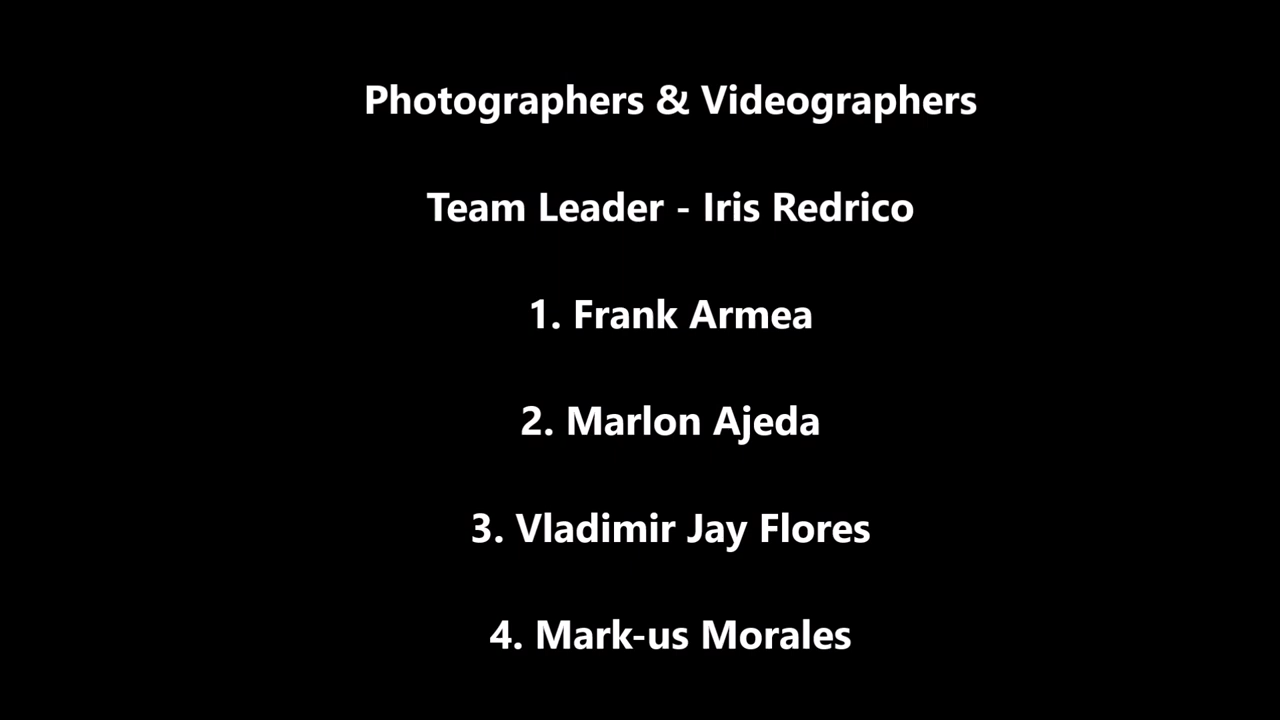 Photographers & Videographers
Team Leader - Iris Redrico
1. Frank Armea
2. Marlon Ajeda
3. Vladimir Jay Flores
4. Mark-us Morales